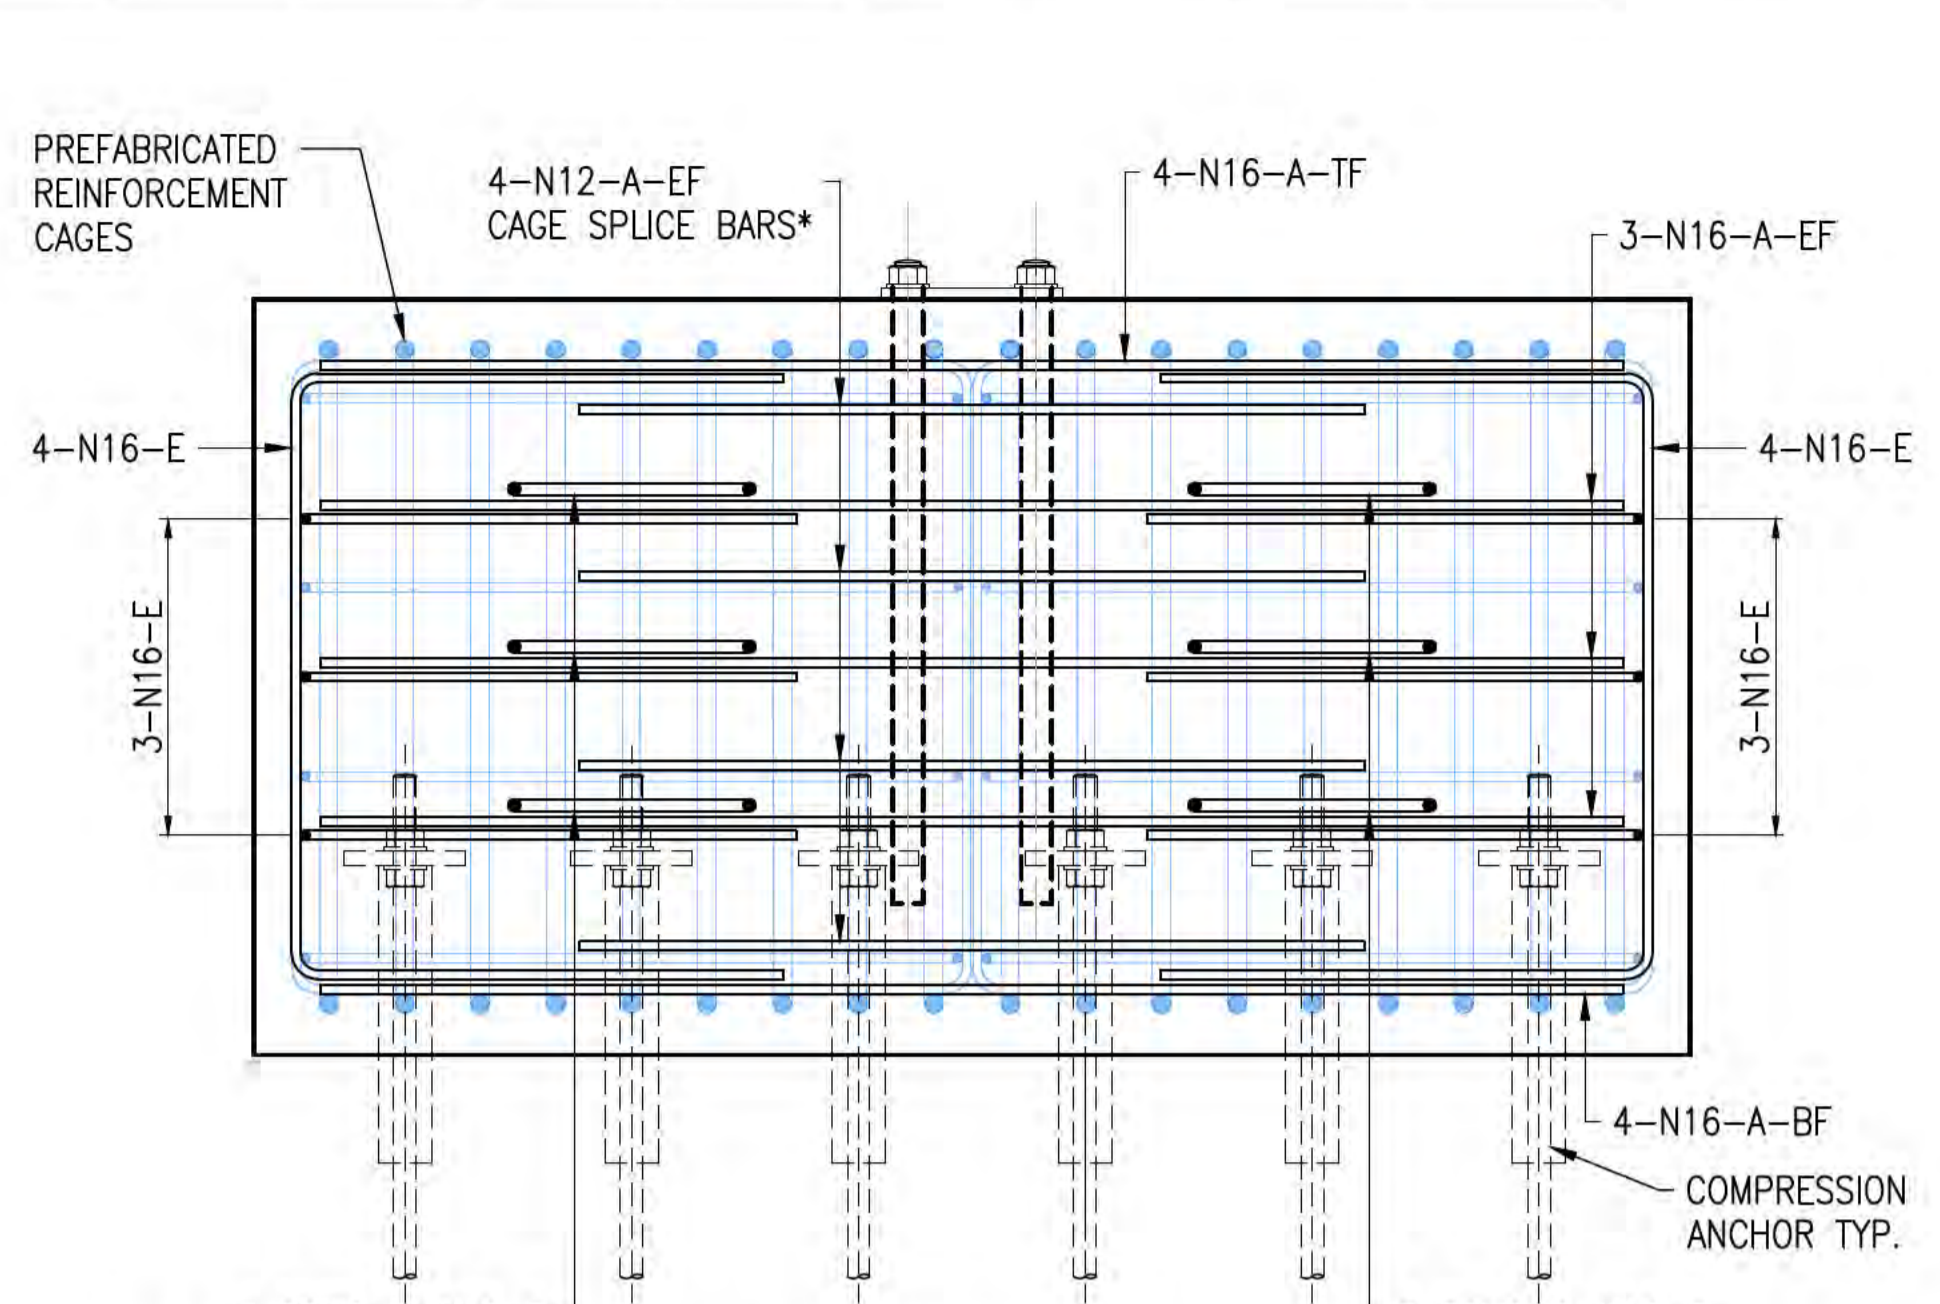 PREFABRICATED
REINFORCEMENT
CAGES
4-N12-A-EF
CAGE SPLICE BARS*
4-N16-A-TF
3-N16-A-EF
4-N16-E
4-N16-E
3-N16-E
3-N16-E
4-N16-A-BF
COMPRESSION
ANCHOR TYP.